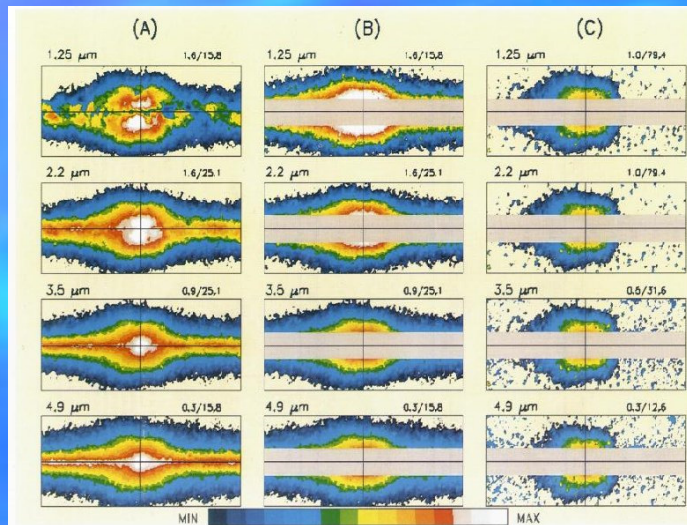 (A) (B) (C)
1.25 µm 1.6/15.8 1.25 µm 1.6/15.8 1.25 µm 1.0/79.4
2.2 µm 1.6/25.1 2.2 µm 1.6/25.1 2.2 µm 1.0/79.4
3.5 µm 0.9/25.1 3.5 µm 0.9/25.1 3.5 µm 0.6/31.6
4.9 µm 0.3/15.8 4.9 µm 0.3/15.8 4.9 µm 0.3/12.6
MIN MAX